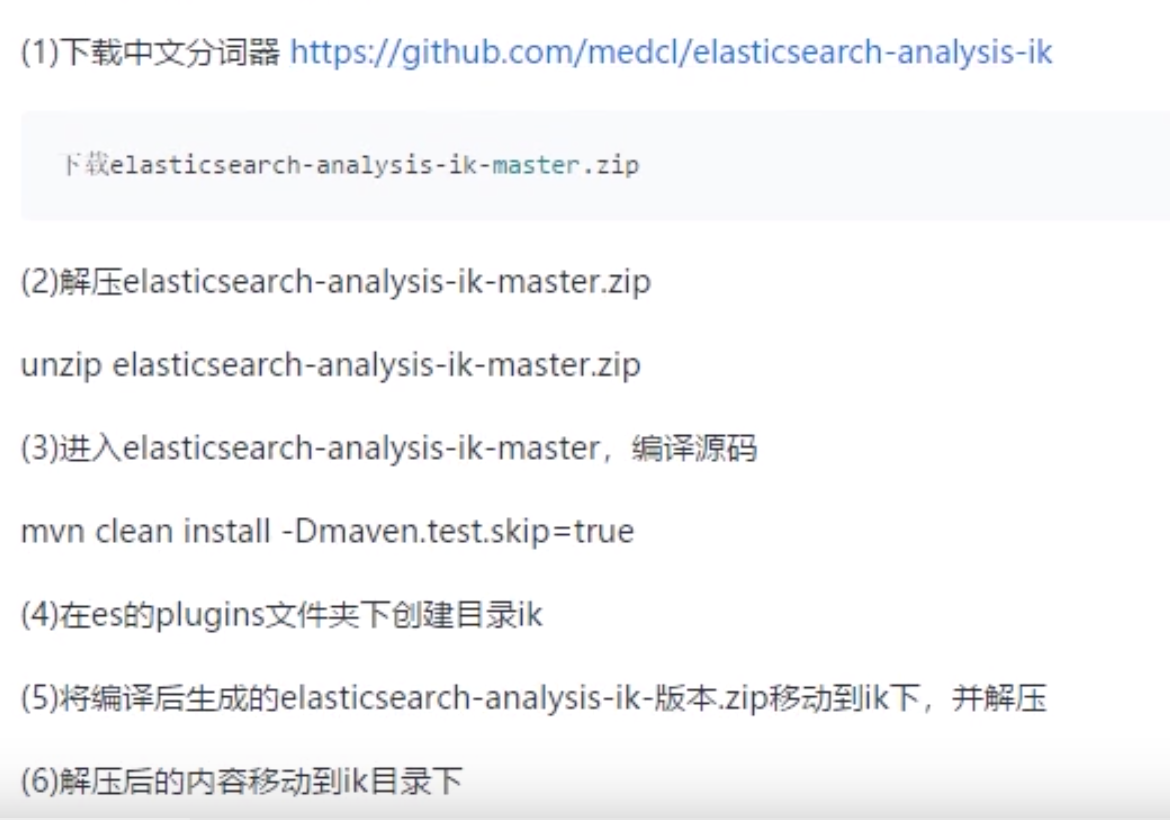 (1)下载中文分词器 https://github.com/medcl/elasticsearch-analysis-ik
下载elasticsearch-analysis-ik-master.zip
(2)解压elasticsearch-analysis-ik-master.zip
unzip elasticsearch-analysis-ik-master.zip
(3)进入elasticsearch-analysis-ik-master，编译源码
mvn clean install -Dmaven.test.skip=true
(4)在es的plugins文件夹下创建目录ik
(5)将编译后生成的elasticsearch-analysis-ik-版本.zip移动到ik下，并解压
(6)解压后的内容移动到ik目录下